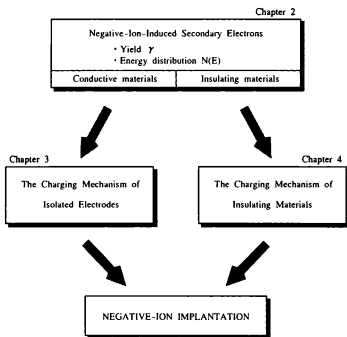 Chapter 2
Negative-Ion-Induced Secondary Electrons
・Yield γ
・Energy distribution N(E)
Conductive materials
Insulating materials
Chapter 3
The Charging Mechanism of
Isolated Electrodes
Chapter 4
The Charging Mechanism of
Insulating Materials
NEGATIVE-ION IMPLANTATION